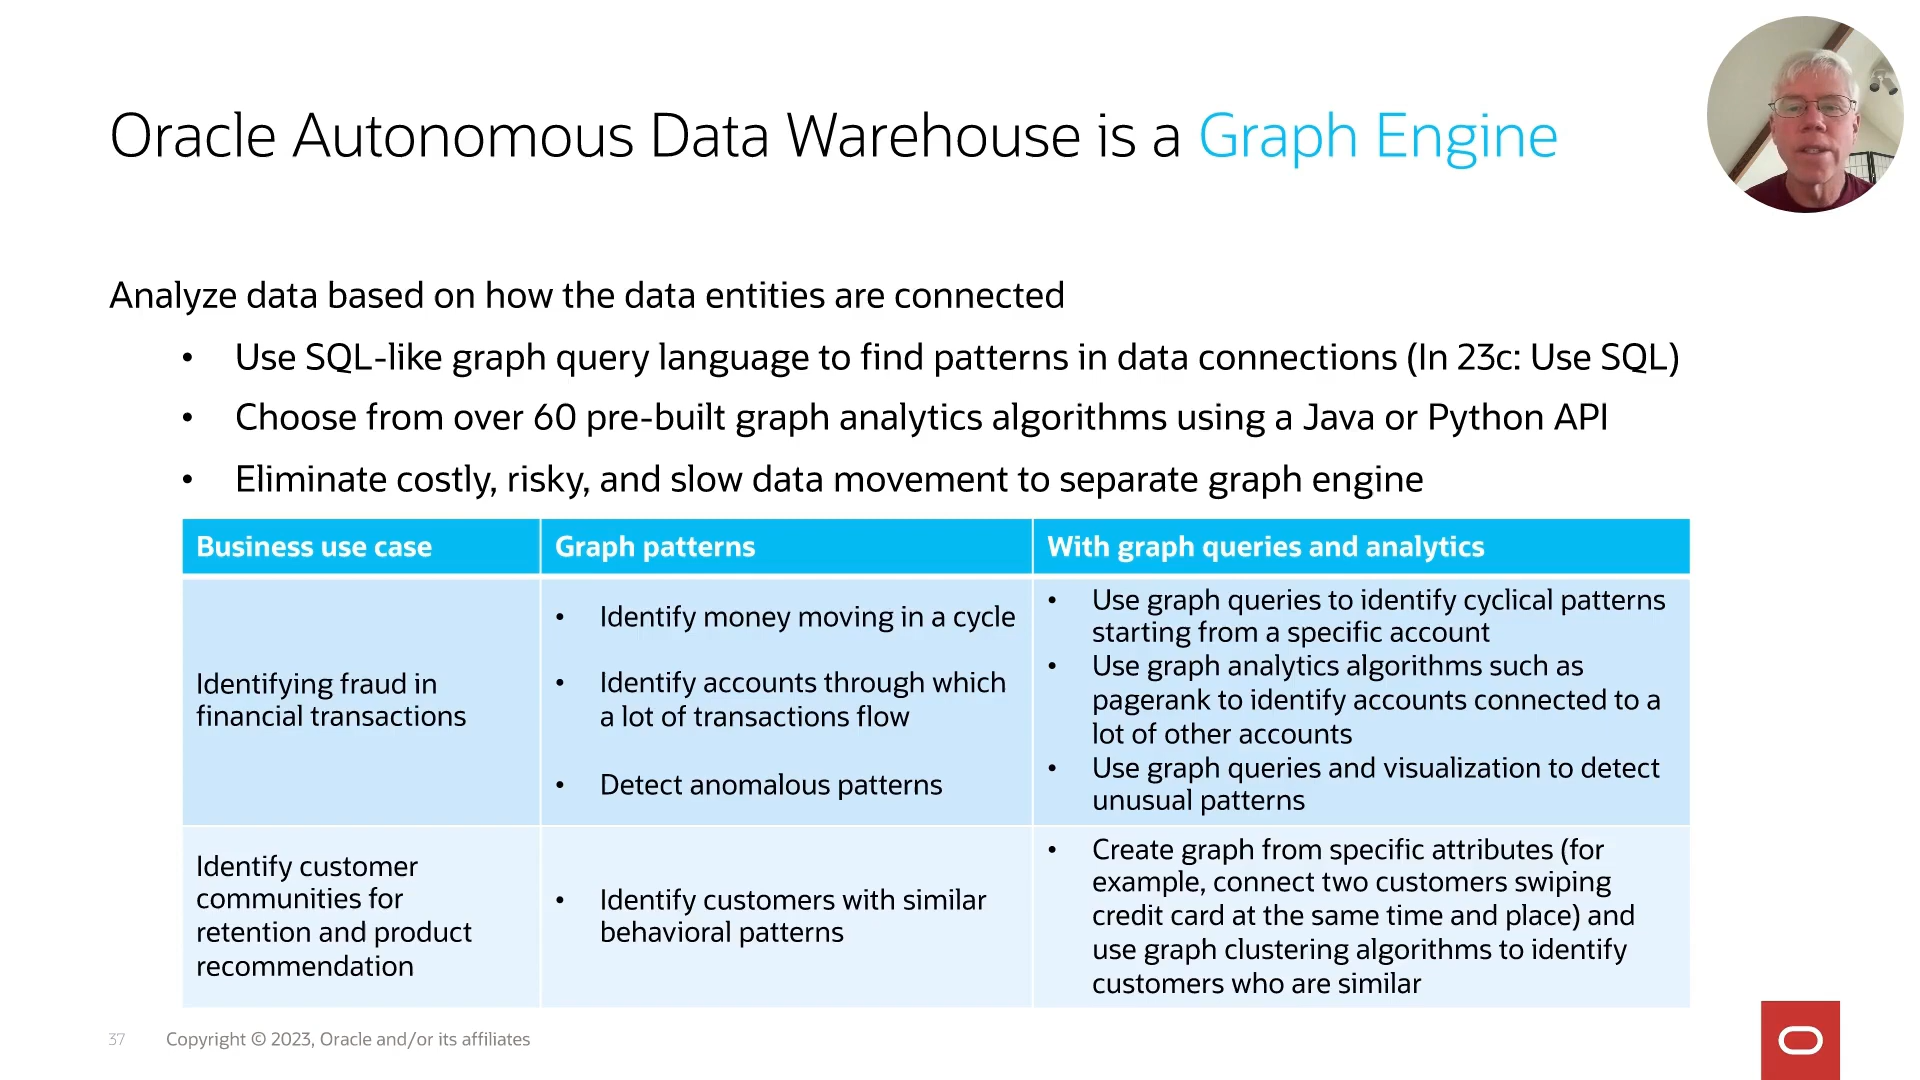 Oracle Autonomous Data Warehouse is a Graph Engine
Analyze data based on how the data entities are connected
• Use SQL-like graph query language to find patterns in data connections (In 23c: Use SQL)
• Choose from over 60 pre-built graph analytics algorithms using a Java or Python API
• Eliminate costly, risky, and slow data movement to separate graph engine
Business use case
Graph patterns
With graph queries and analytics
Identifying fraud in
financial transactions
• Identify money moving in a cycle
• Identify accounts through which
a lot of transactions flow
• Detect anomalous patterns
• Use graph queries to identify cyclical patterns
starting from a specific account
• Use graph analytics algorithms such as
pagerank to identify accounts connected to a
lot of other accounts
• Use graph queries and visualization to detect
unusual patterns
Identify customer
communities for
retention and product
recommendation
• Identify customers with similar
behavioral patterns
• Create graph from specific attributes (for
example, connect two customers swiping
credit card at the same time and place) and
use graph clustering algorithms to identify
customers who are similar
37 Copyright © 2023, Oracle and/or its affiliates